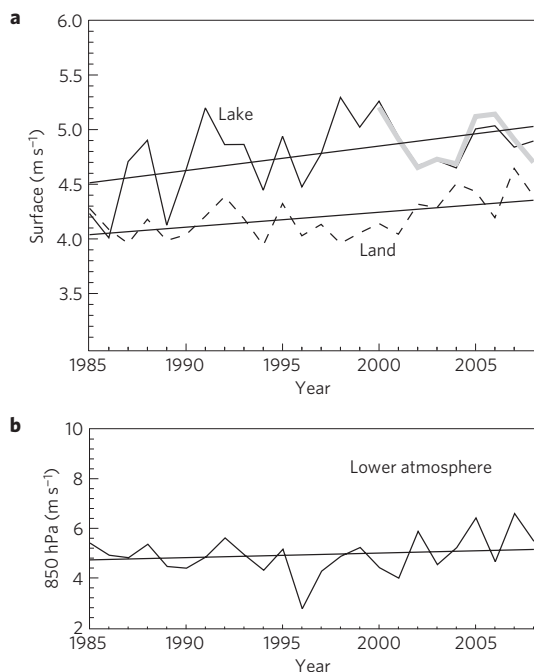 a
6.0
5.5
5.0
4.5
4.0
3.5
Surface (m s⁻¹)
Lake
Land
1985 1990 1995 2000 2005
Year
b
10
8
6
4
2
850 hPa (m s⁻¹)
Lower atmosphere
1985 1990 1995 2000 2005
Year